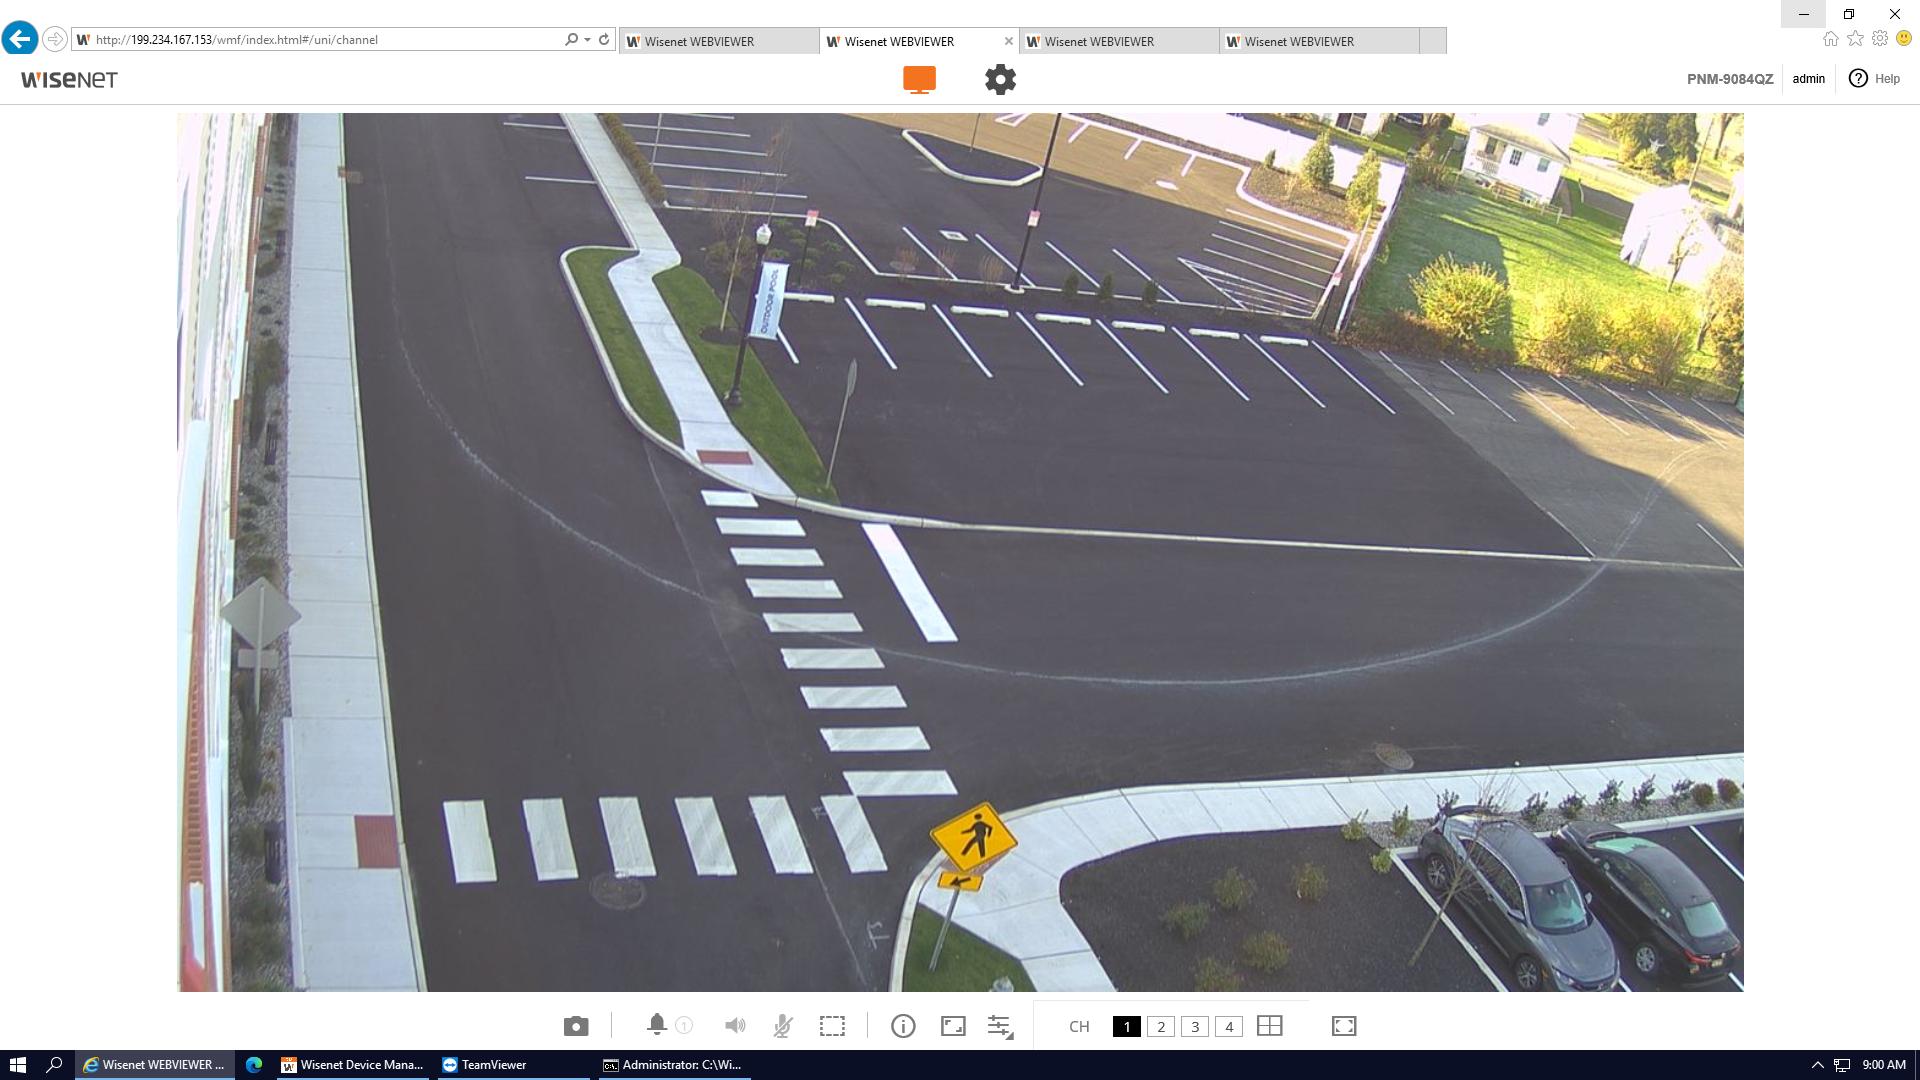 http://199.234.167.153/wmf/index.html#/uni/channel
Wisenet WEBVIEWER
Wisenet WEBVIEWER
Wisenet WEBVIEWER
Wisenet WEBVIEWER
WISENET
PNM-9084QZ
admin
? Help
OUTDOOR POOL
TS
1
CH
1
2
3
4
Wisenet WEBVIEWER ...
Wisenet Device Mana...
TeamViewer
Administrator: C:\Wi...
9:00 AM